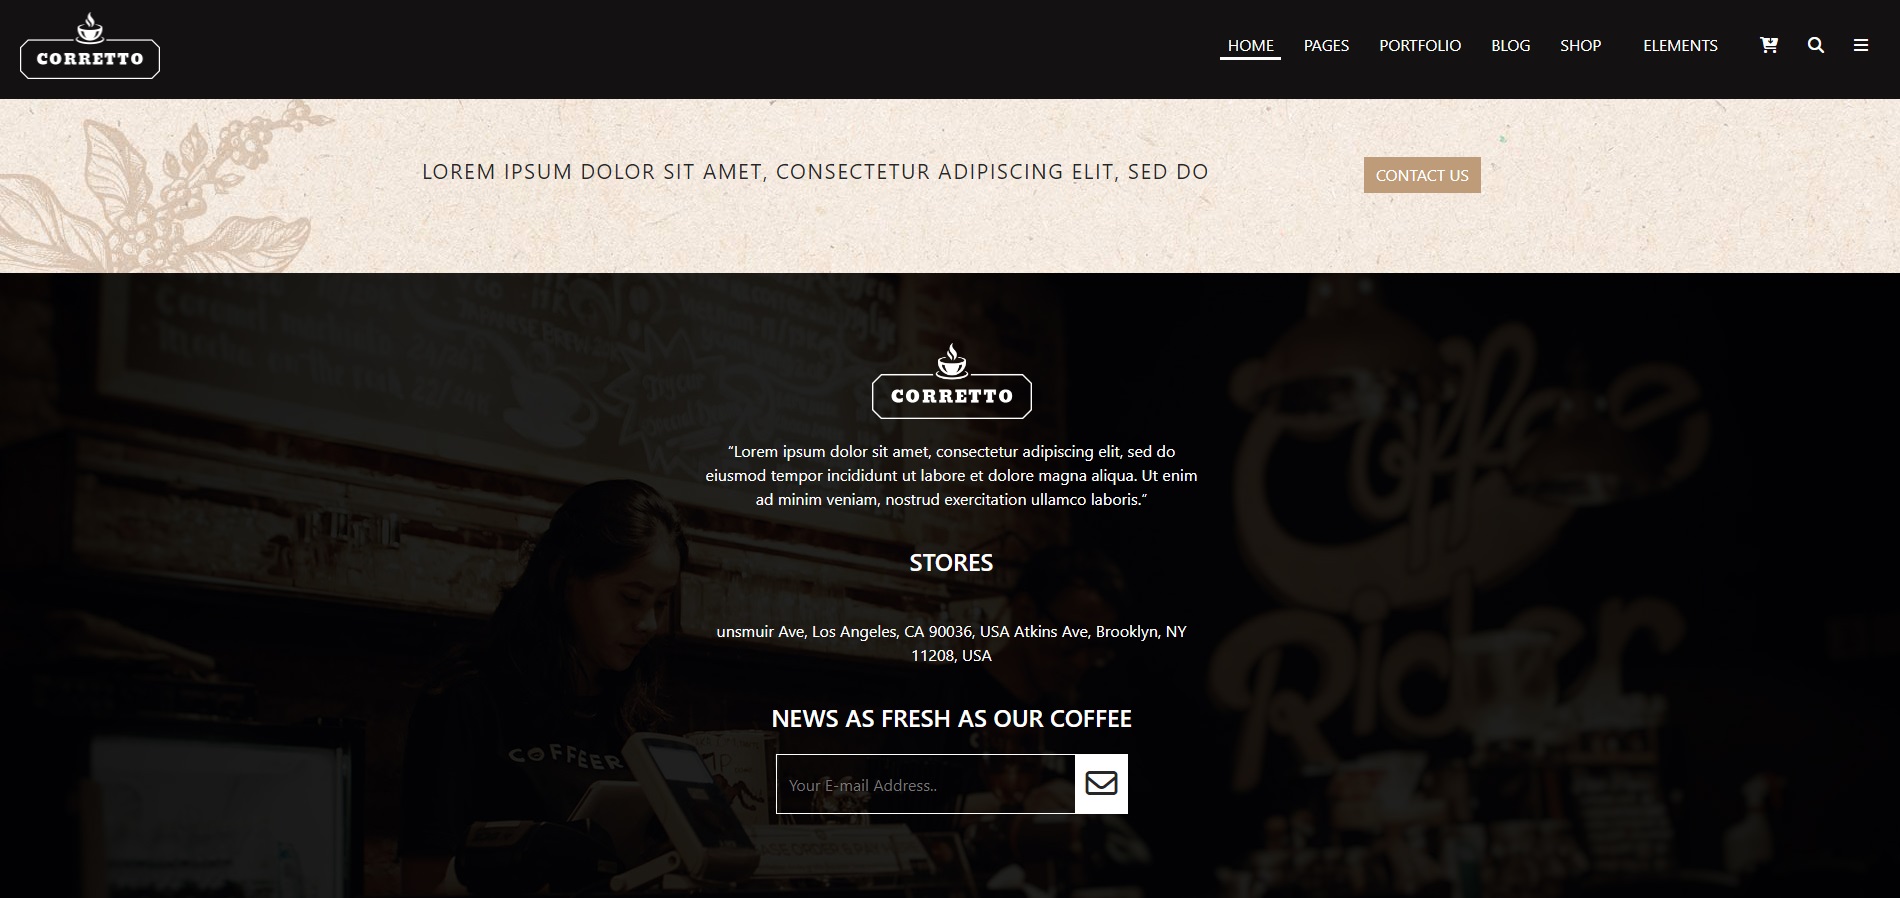 CORRETTO
HOME PAGES PORTFOLIO BLOG SHOP ELEMENTS
LOREM IPSUM DOLOR SIT AMET, CONSECTETUR ADIPISCING ELIT, SED DO
CONTACT US
CORRETTO
“Lorem ipsum dolor sit amet, consectetur adipiscing elit, sed do
eiusmod tempor incididunt ut labore et dolore magna aliqua. Ut enim
ad minim veniam, nostrud exercitation ullamco laboris.”
STORES
unsmuir Ave, Los Angeles, CA 90036, USA Atkins Ave, Brooklyn, NY
11208, USA
NEWS AS FRESH AS OUR COFFEE
Your E-mail Address..
Coffee
Rider
COFFEER